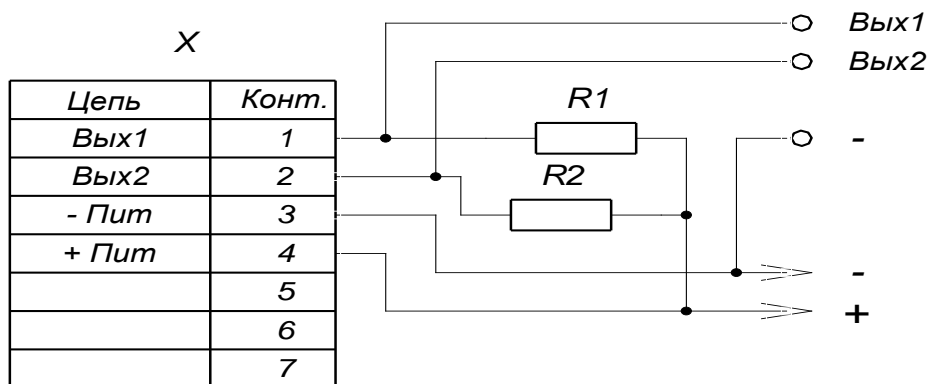 Вых1
Х
Вых2
Цепь Конт.
R1
Вых1 1
-
Вых2 2
R2
- Пит 3
+ Пит 4
-
5
+
6
7